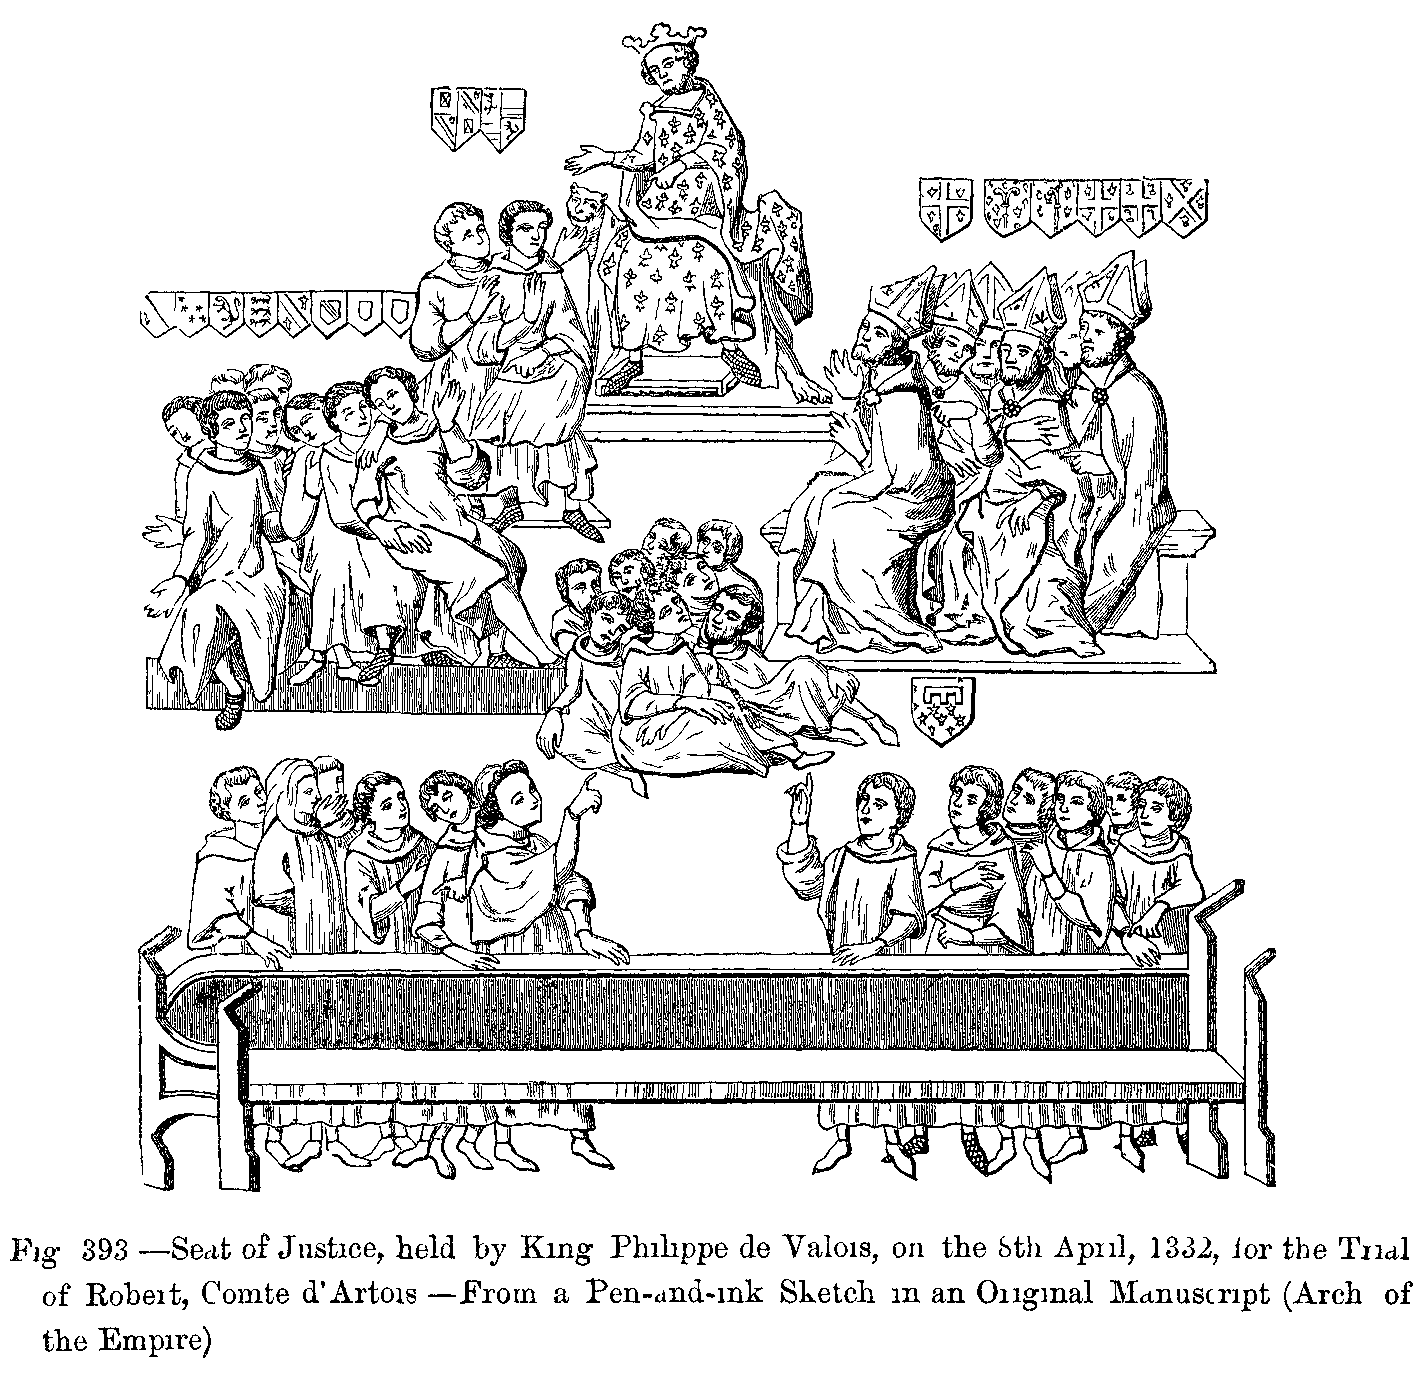 Fig 393 —Seat of Justice, held by King Philippe de Valois, on the 8th April, 1332, for the Trial
of Robert, Comte d'Artois —From a Pen-and-ink Sketch in an Original Manuscript (Arch of
the Empire)